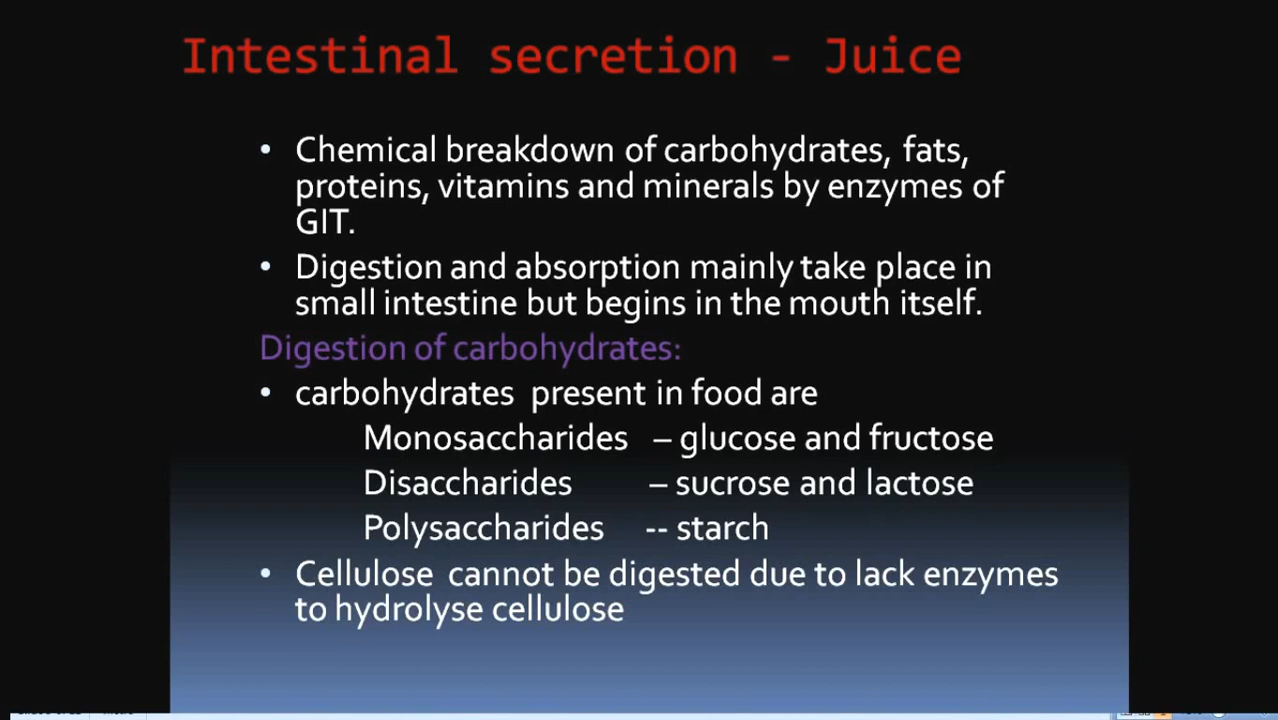 Intestinal secretion - Juice
• Chemical breakdown of carbohydrates, fats,
proteins, vitamins and minerals by enzymes of
GIT.
• Digestion and absorption mainly take place in
small intestine but begins in the mouth itself.
Digestion of carbohydrates:
• carbohydrates present in food are
Monosaccharides – glucose and fructose
Disaccharides – sucrose and lactose
Polysaccharides -- starch
• Cellulose cannot be digested due to lack enzymes
to hydrolyse cellulose